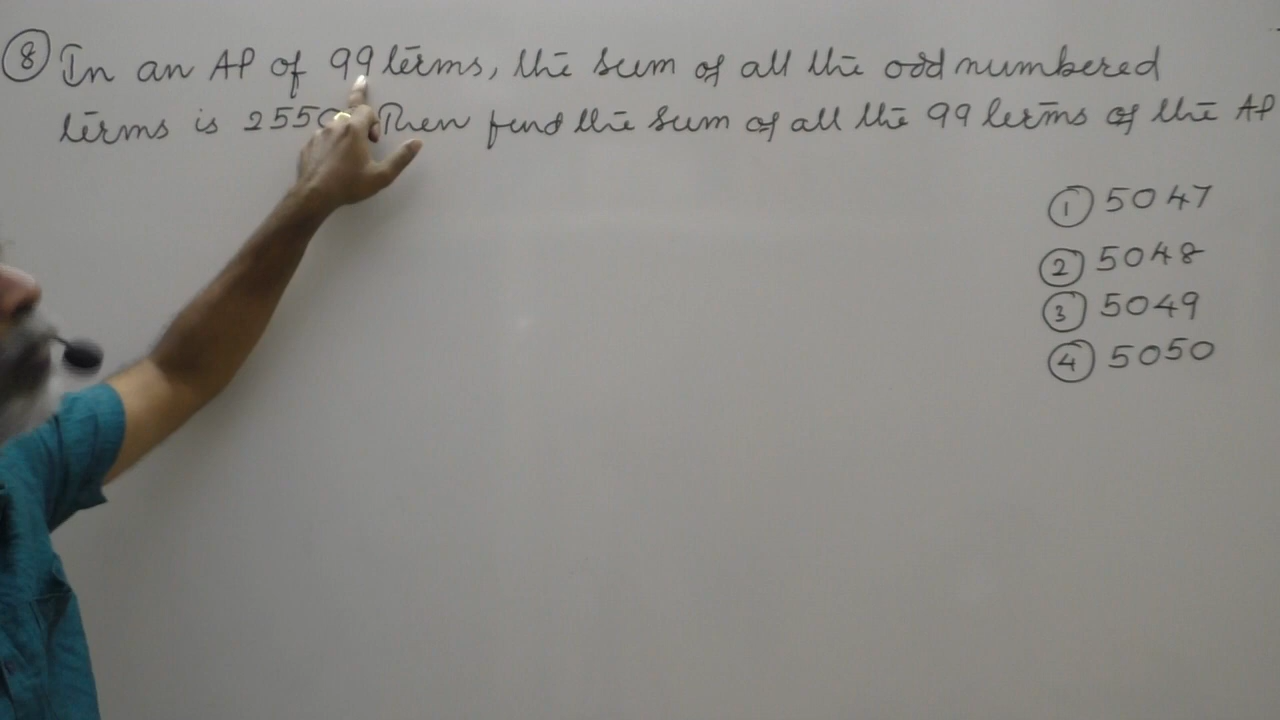 8 In an AP of 99 terms, the sum of all the odd numbered
terms is 2550 Then find the sum of all the 99 terms of the AP
1 5047
2 5048
3 5049
4 5050